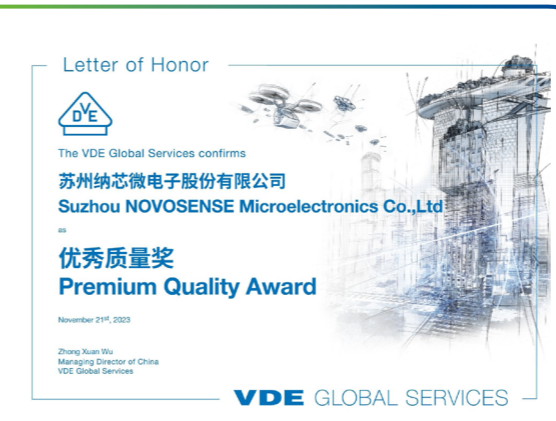 Letter of Honor
DVE
The VDE Global Services confirms
苏州纳芯微电子股份有限公司
Suzhou NOVOSENSE Microelectronics Co.,Ltd
as
优秀质量奖
Premium Quality Award
November 21st, 2023
Zhong Xuan Wu
Managing Director of China
VDE Global Services
VDE GLOBAL SERVICES